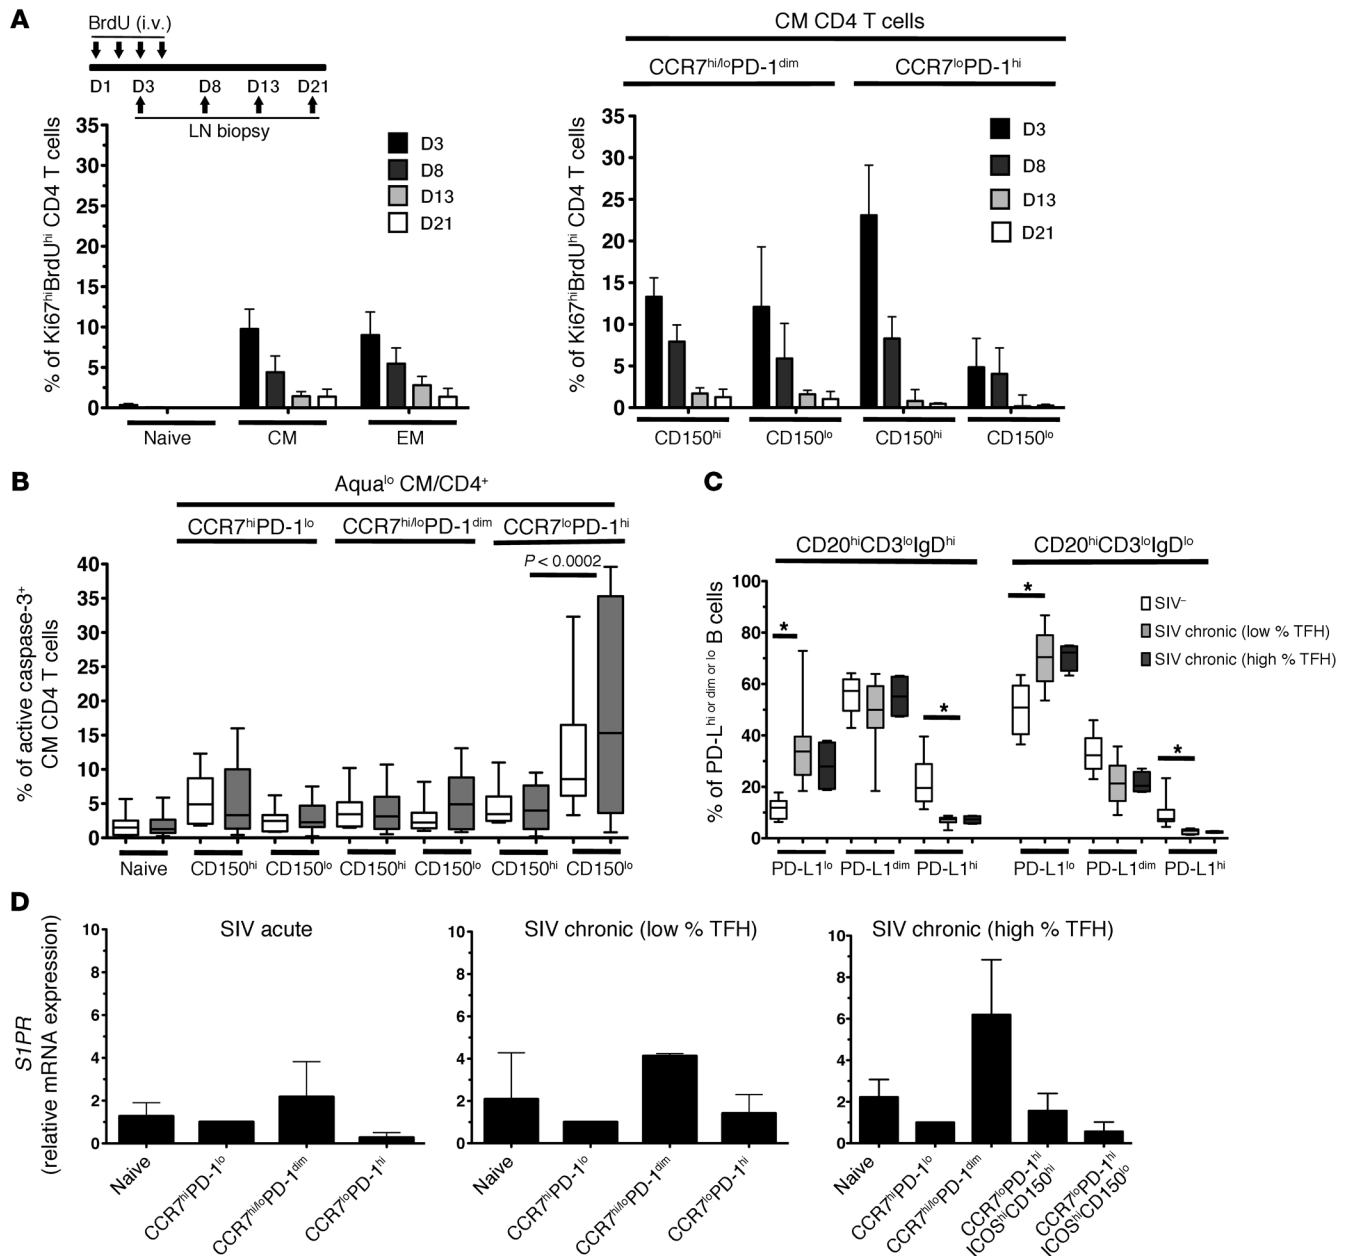 A
BrdU (i.v.)
D1 D3 D8 D13 D21
LN biopsy
% of Ki67hiBrdUhi CD4 T cells
35
30
25
20
15
10
5
0
D3
D8
D13
D21
Naive CM EM
CM CD4 T cells
CCR7hi/loPD-1dim CCR7loPD-1hi
% of Ki67hiBrdUhi CD4 T cells
35
30
25
20
15
10
5
0
D3
D8
D13
D21
CD150hi CD150lo CD150hi CD150lo
B
Aqualo CM/CD4+
CCR7hiPD-1lo CCR7hi/loPD-1dim CCR7loPD-1hi
P < 0.0002
% of active caspase-3+
CM CD4 T cells
40
35
30
25
20
15
10
5
0
Naive CD150hi CD150lo CD150hi CD150lo CD150hi CD150lo
C
CD20hiCD3loIgDhi CD20hiCD3loIgDlo
% of PD-Lhi or dim or lo B cells
100
80
60
40
20
0
* * * *
SIV–
SIV chronic (low % TFH)
SIV chronic (high % TFH)
PD-L1lo PD-L1dim PD-L1hi PD-L1lo PD-L1dim PD-L1hi
D
S1PR
(relative mRNA expression)
SIV acute
10
8
6
4
2
0
Naive
CCR7hiPD-1lo
CCR7hi/loPD-1dim
CCR7loPD-1hi
SIV chronic (low % TFH)
10
8
6
4
2
0
Naive
CCR7hiPD-1lo
CCR7hi/loPD-1dim
CCR7loPD-1hi
SIV chronic (high % TFH)
10
8
6
4
2
0
Naive
CCR7hiPD-1lo
CCR7hi/loPD-1dim
CCR7loPD-1hi
ICOShiCD150hi
CCR7loPD-1hi
ICOShiCD150lo